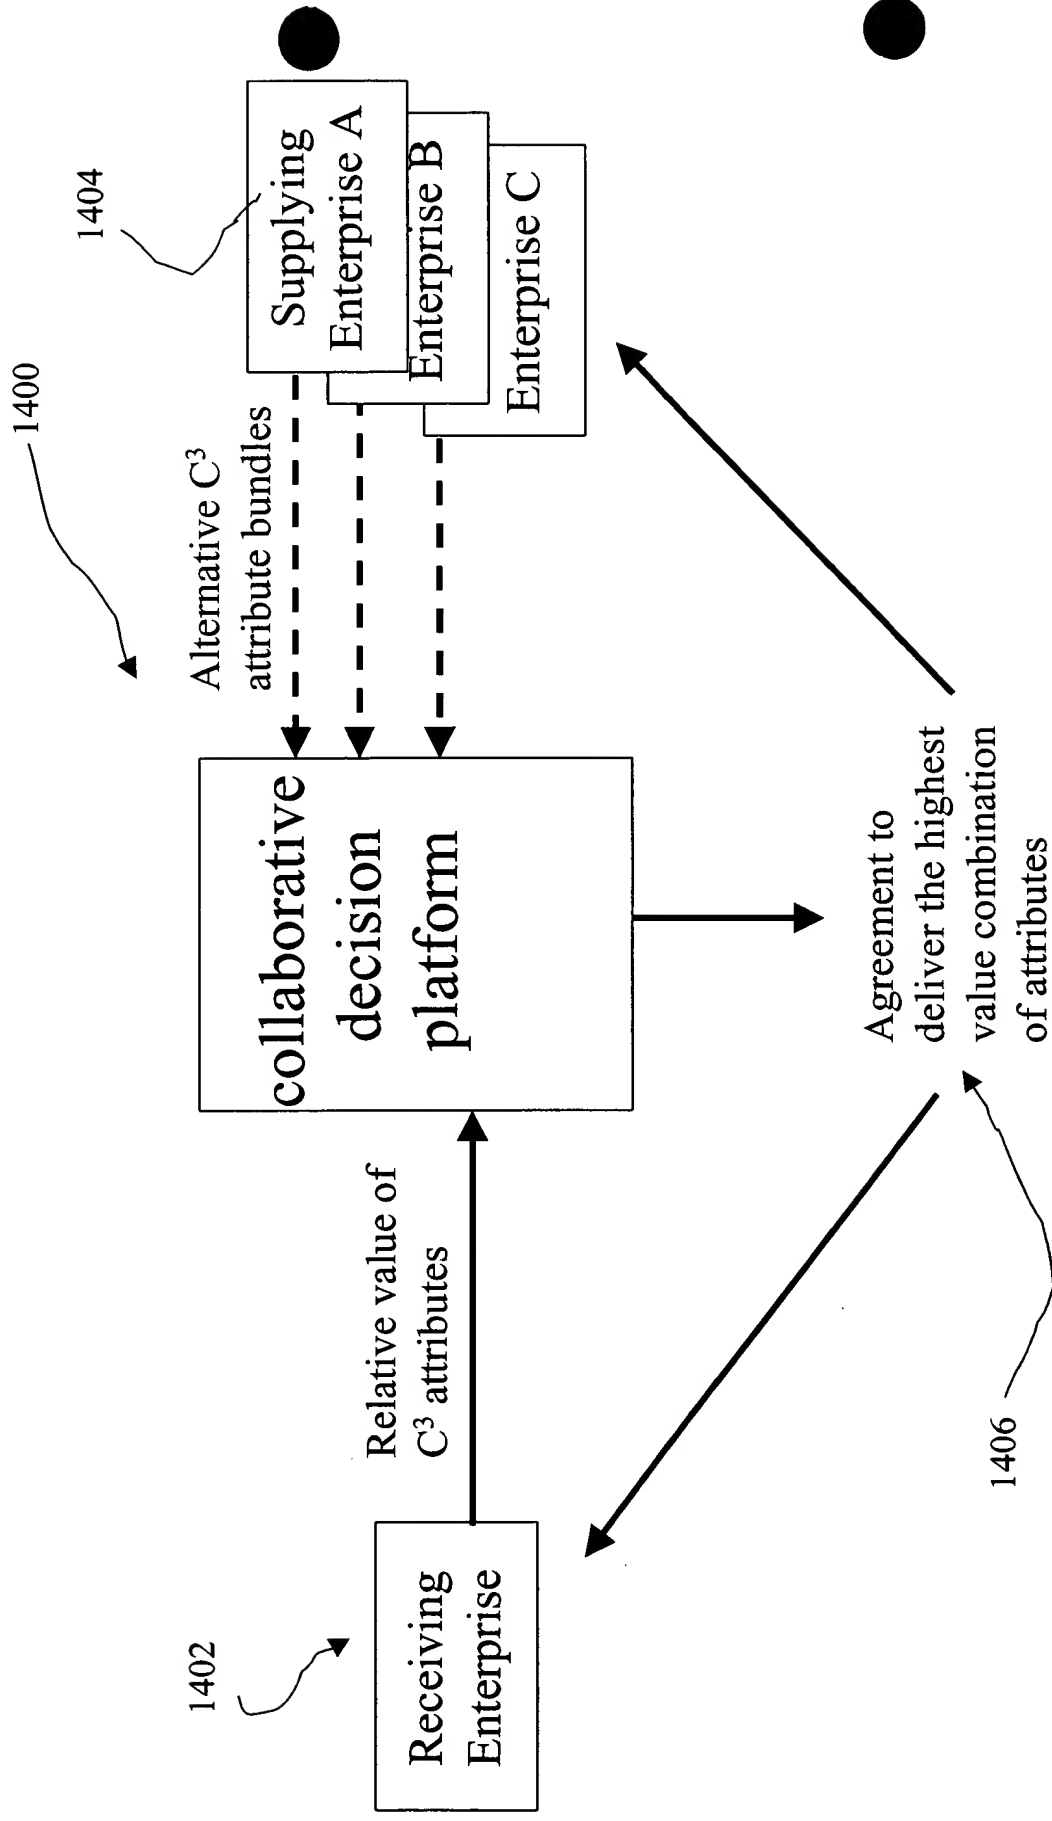 1400
1404
Supplying
Enterprise A
Enterprise B
Enterprise C
Alternative C³
attribute bundles
collaborative
decision
platform
Relative value of
C³ attributes
1402
Receiving
Enterprise
Agreement to
deliver the highest
value combination
of attributes
1406